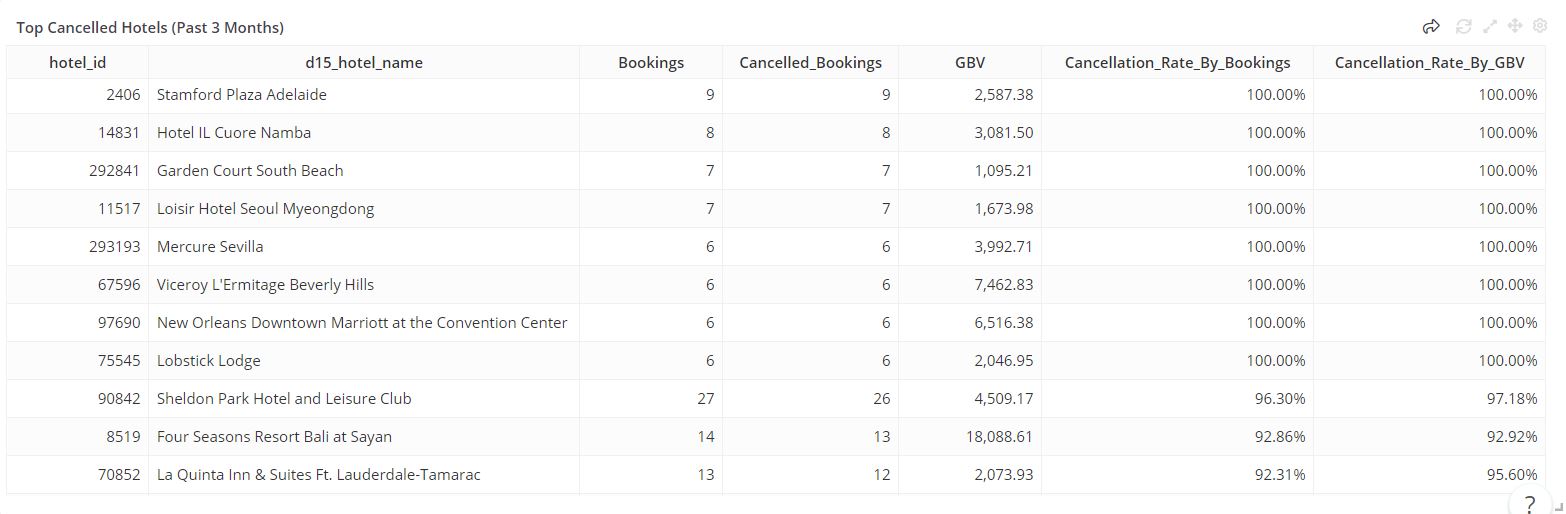 Top Cancelled Hotels (Past 3 Months)
hotel_id d15_hotel_name Bookings Cancelled_Bookings GBV Cancellation_Rate_By_Bookings Cancellation_Rate_By_GBV
2406 Stamford Plaza Adelaide 9 9 2,587.38 100.00% 100.00%
14831 Hotel IL Cuore Namba 8 8 3,081.50 100.00% 100.00%
292841 Garden Court South Beach 7 7 1,095.21 100.00% 100.00%
11517 Loisir Hotel Seoul Myeongdong 7 7 1,673.98 100.00% 100.00%
293193 Mercure Sevilla 6 6 3,992.71 100.00% 100.00%
67596 Viceroy L'Ermitage Beverly Hills 6 6 7,462.83 100.00% 100.00%
97690 New Orleans Downtown Marriott at the Convention Center 6 6 6,516.38 100.00% 100.00%
75545 Lobstick Lodge 6 6 2,046.95 100.00% 100.00%
90842 Sheldon Park Hotel and Leisure Club 27 26 4,509.17 96.30% 97.18%
8519 Four Seasons Resort Bali at Sayan 14 13 18,088.61 92.86% 92.92%
70852 La Quinta Inn & Suites Ft. Lauderdale-Tamarac 13 12 2,073.93 92.31% 95.60%
?